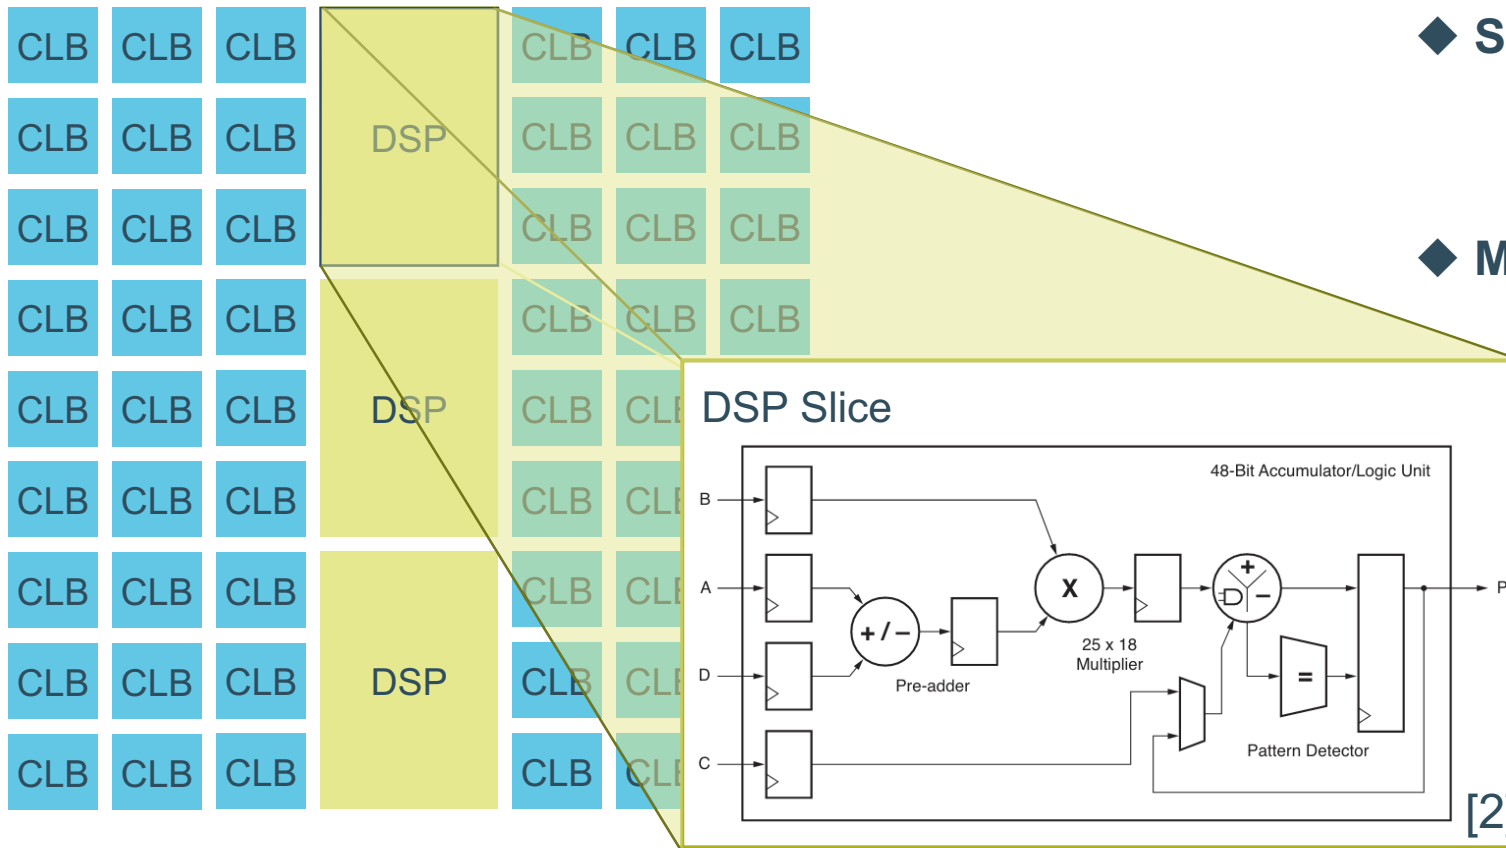 CLB CLB CLB CLB CLB CLB
CLB CLB CLB DSP CLB CLB CLB
CLB CLB CLB CLB CLB CLB
CLB CLB CLB CLB CLB CLB
CLB CLB CLB DSP CLB
CLB CLB CLB CLB
CLB CLB CLB CLB
CLB CLB CLB DSP CLB
CLB CLB CLB CLB
S
M
DSP Slice
48-Bit Accumulator/Logic Unit
B
A
D
C
+ / −
Pre-adder
X
25 x 18
Multiplier
+
−
=
Pattern Detector
P
[2